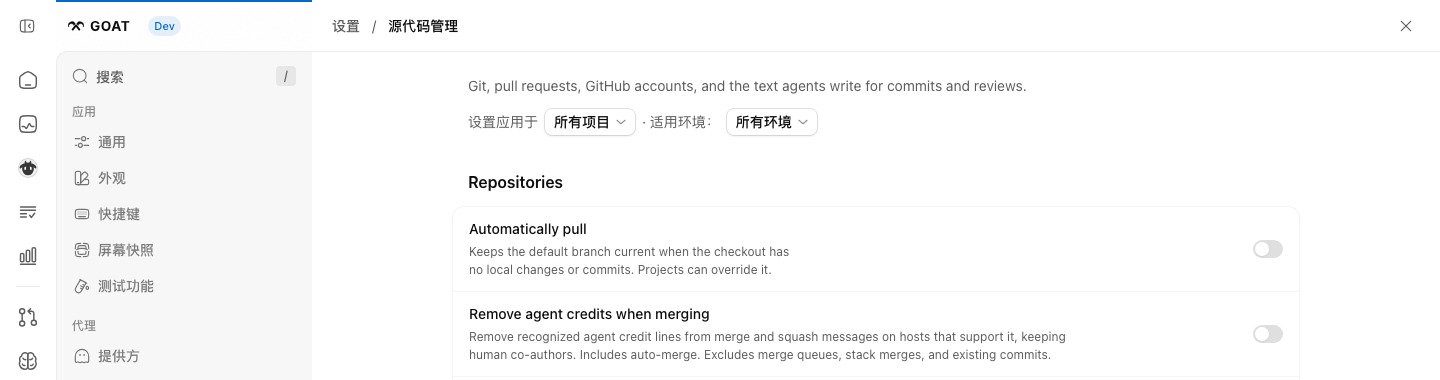 GOAT Dev
设置 / 源代码管理
搜索 /
应用
通用
外观
快捷键
屏幕快照
测试功能
代理
提供方
Git, pull requests, GitHub accounts, and the text agents write for commits and reviews.
设置应用于 所有项目 · 适用环境： 所有环境
Repositories
Automatically pull
Keeps the default branch current when the checkout has
no local changes or commits. Projects can override it.
Remove agent credits when merging
Remove recognized agent credit lines from merge and squash messages on hosts that support it, keeping
human co-authors. Includes auto-merge. Excludes merge queues, stack merges, and existing commits.